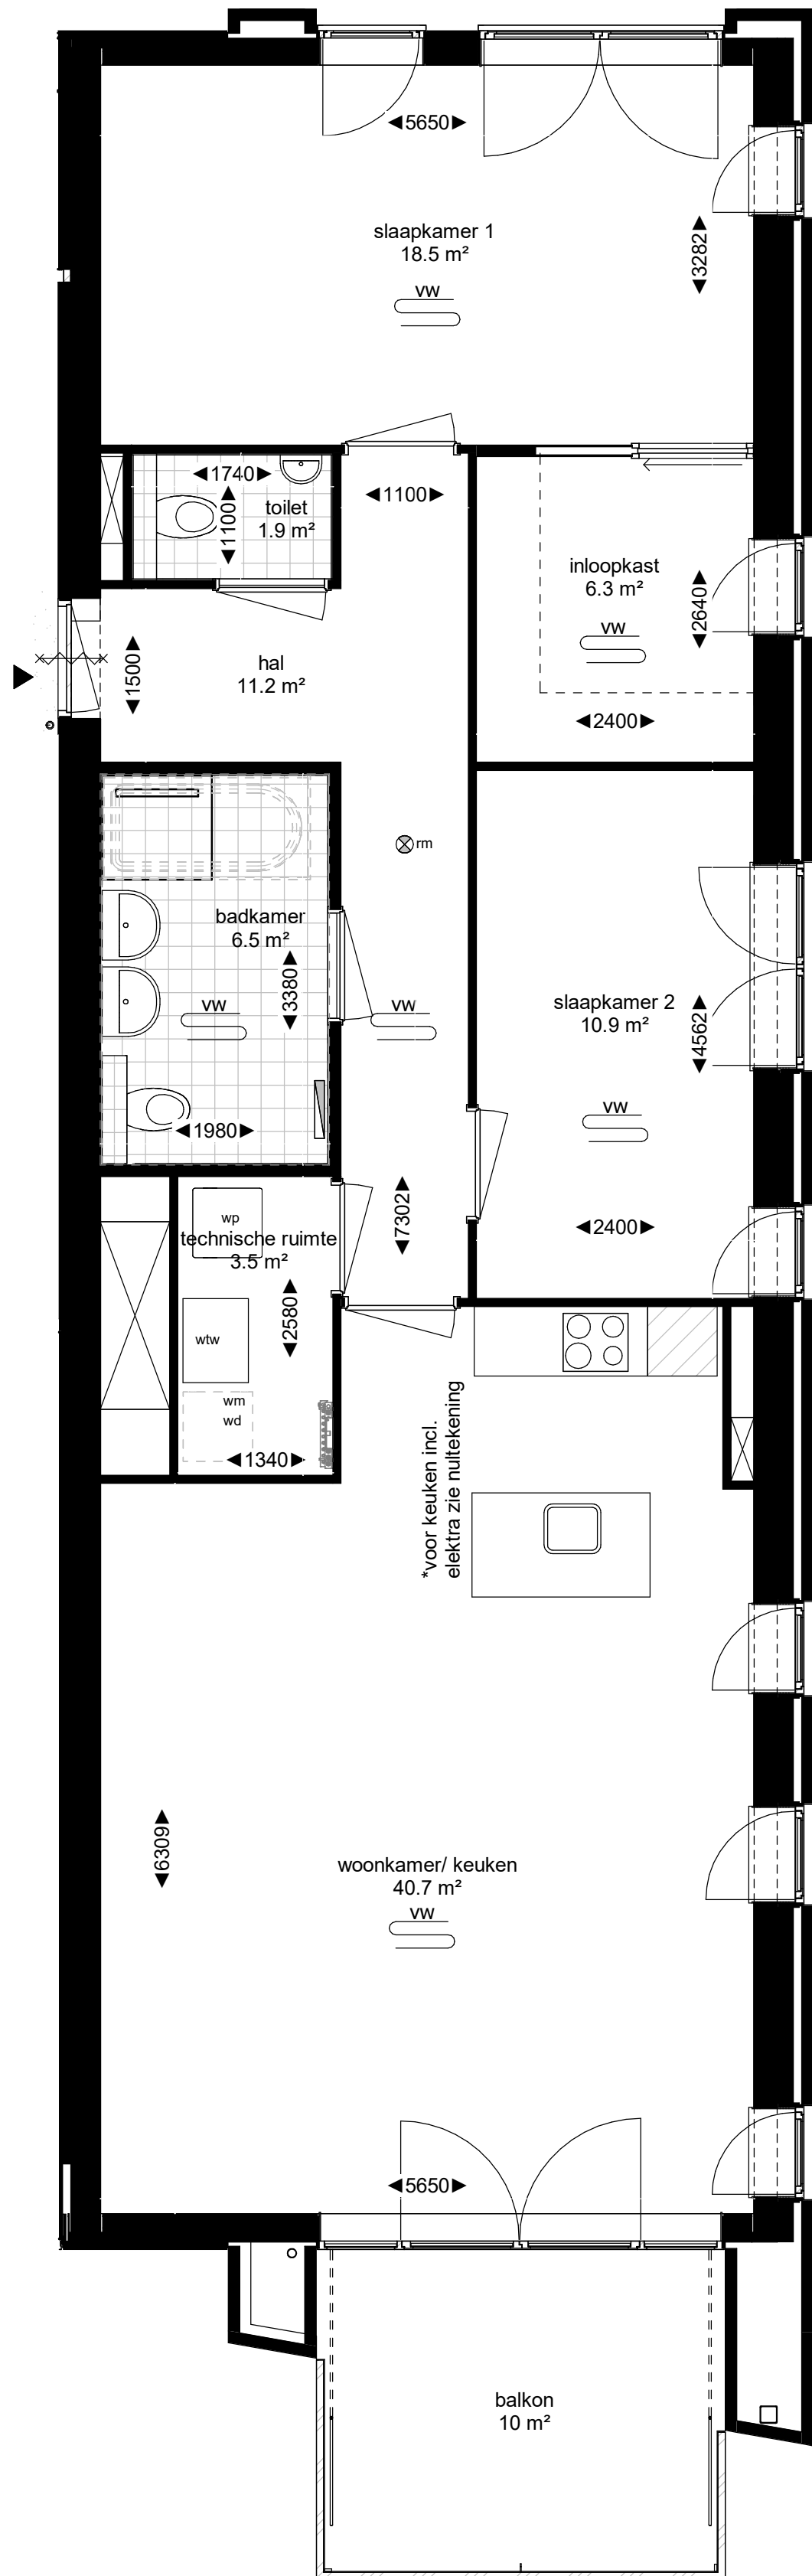 5650
slaapkamer 1
18.5 m²
3282
vw
1740
1100
toilet
1.9 m²
1100
inloopkast
6.3 m²
2640
vw
2400
hal
11.2 m²
1500
rm
badkamer
6.5 m²
3380
vw
vw
1980
slaapkamer 2
10.9 m²
4562
vw
2400
7302
wp
technische ruimte
3.5 m²
2580
wtw
wm
wd
1340
*voor keuken incl.
elektra zie nultekening
6309
woonkamer/ keuken
40.7 m²
vw
5650
balkon
10 m²